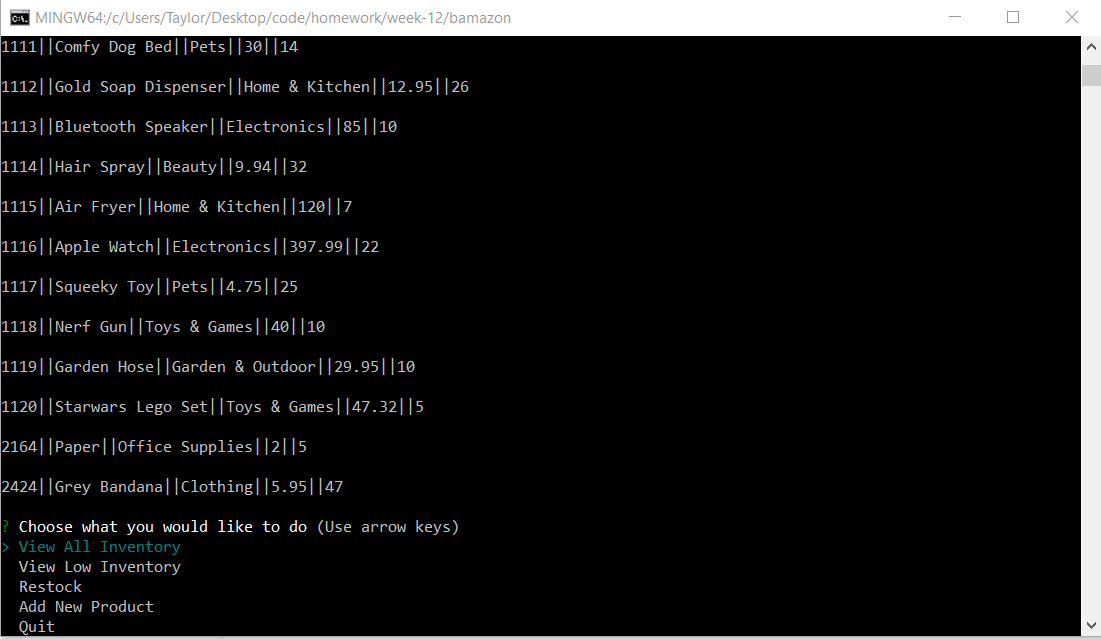 MINGW64:/c/Users/Taylor/Desktop/code/homework/week-12/bamazon
1111||Comfy Dog Bed||Pets||30||14
1112||Gold Soap Dispenser||Home & Kitchen||12.95||26
1113||Bluetooth Speaker||Electronics||85||10
1114||Hair Spray||Beauty||9.94||32
1115||Air Fryer||Home & Kitchen||120||7
1116||Apple Watch||Electronics||397.99||22
1117||Squeeky Toy||Pets||4.75||25
1118||Nerf Gun||Toys & Games||40||10
1119||Garden Hose||Garden & Outdoor||29.95||10
1120||Starwars Lego Set||Toys & Games||47.32||5
2164||Paper||Office Supplies||2||5
2424||Grey Bandana||Clothing||5.95||47
? Choose what you would like to do (Use arrow keys)
> View All Inventory
View Low Inventory
Restock
Add New Product
Quit